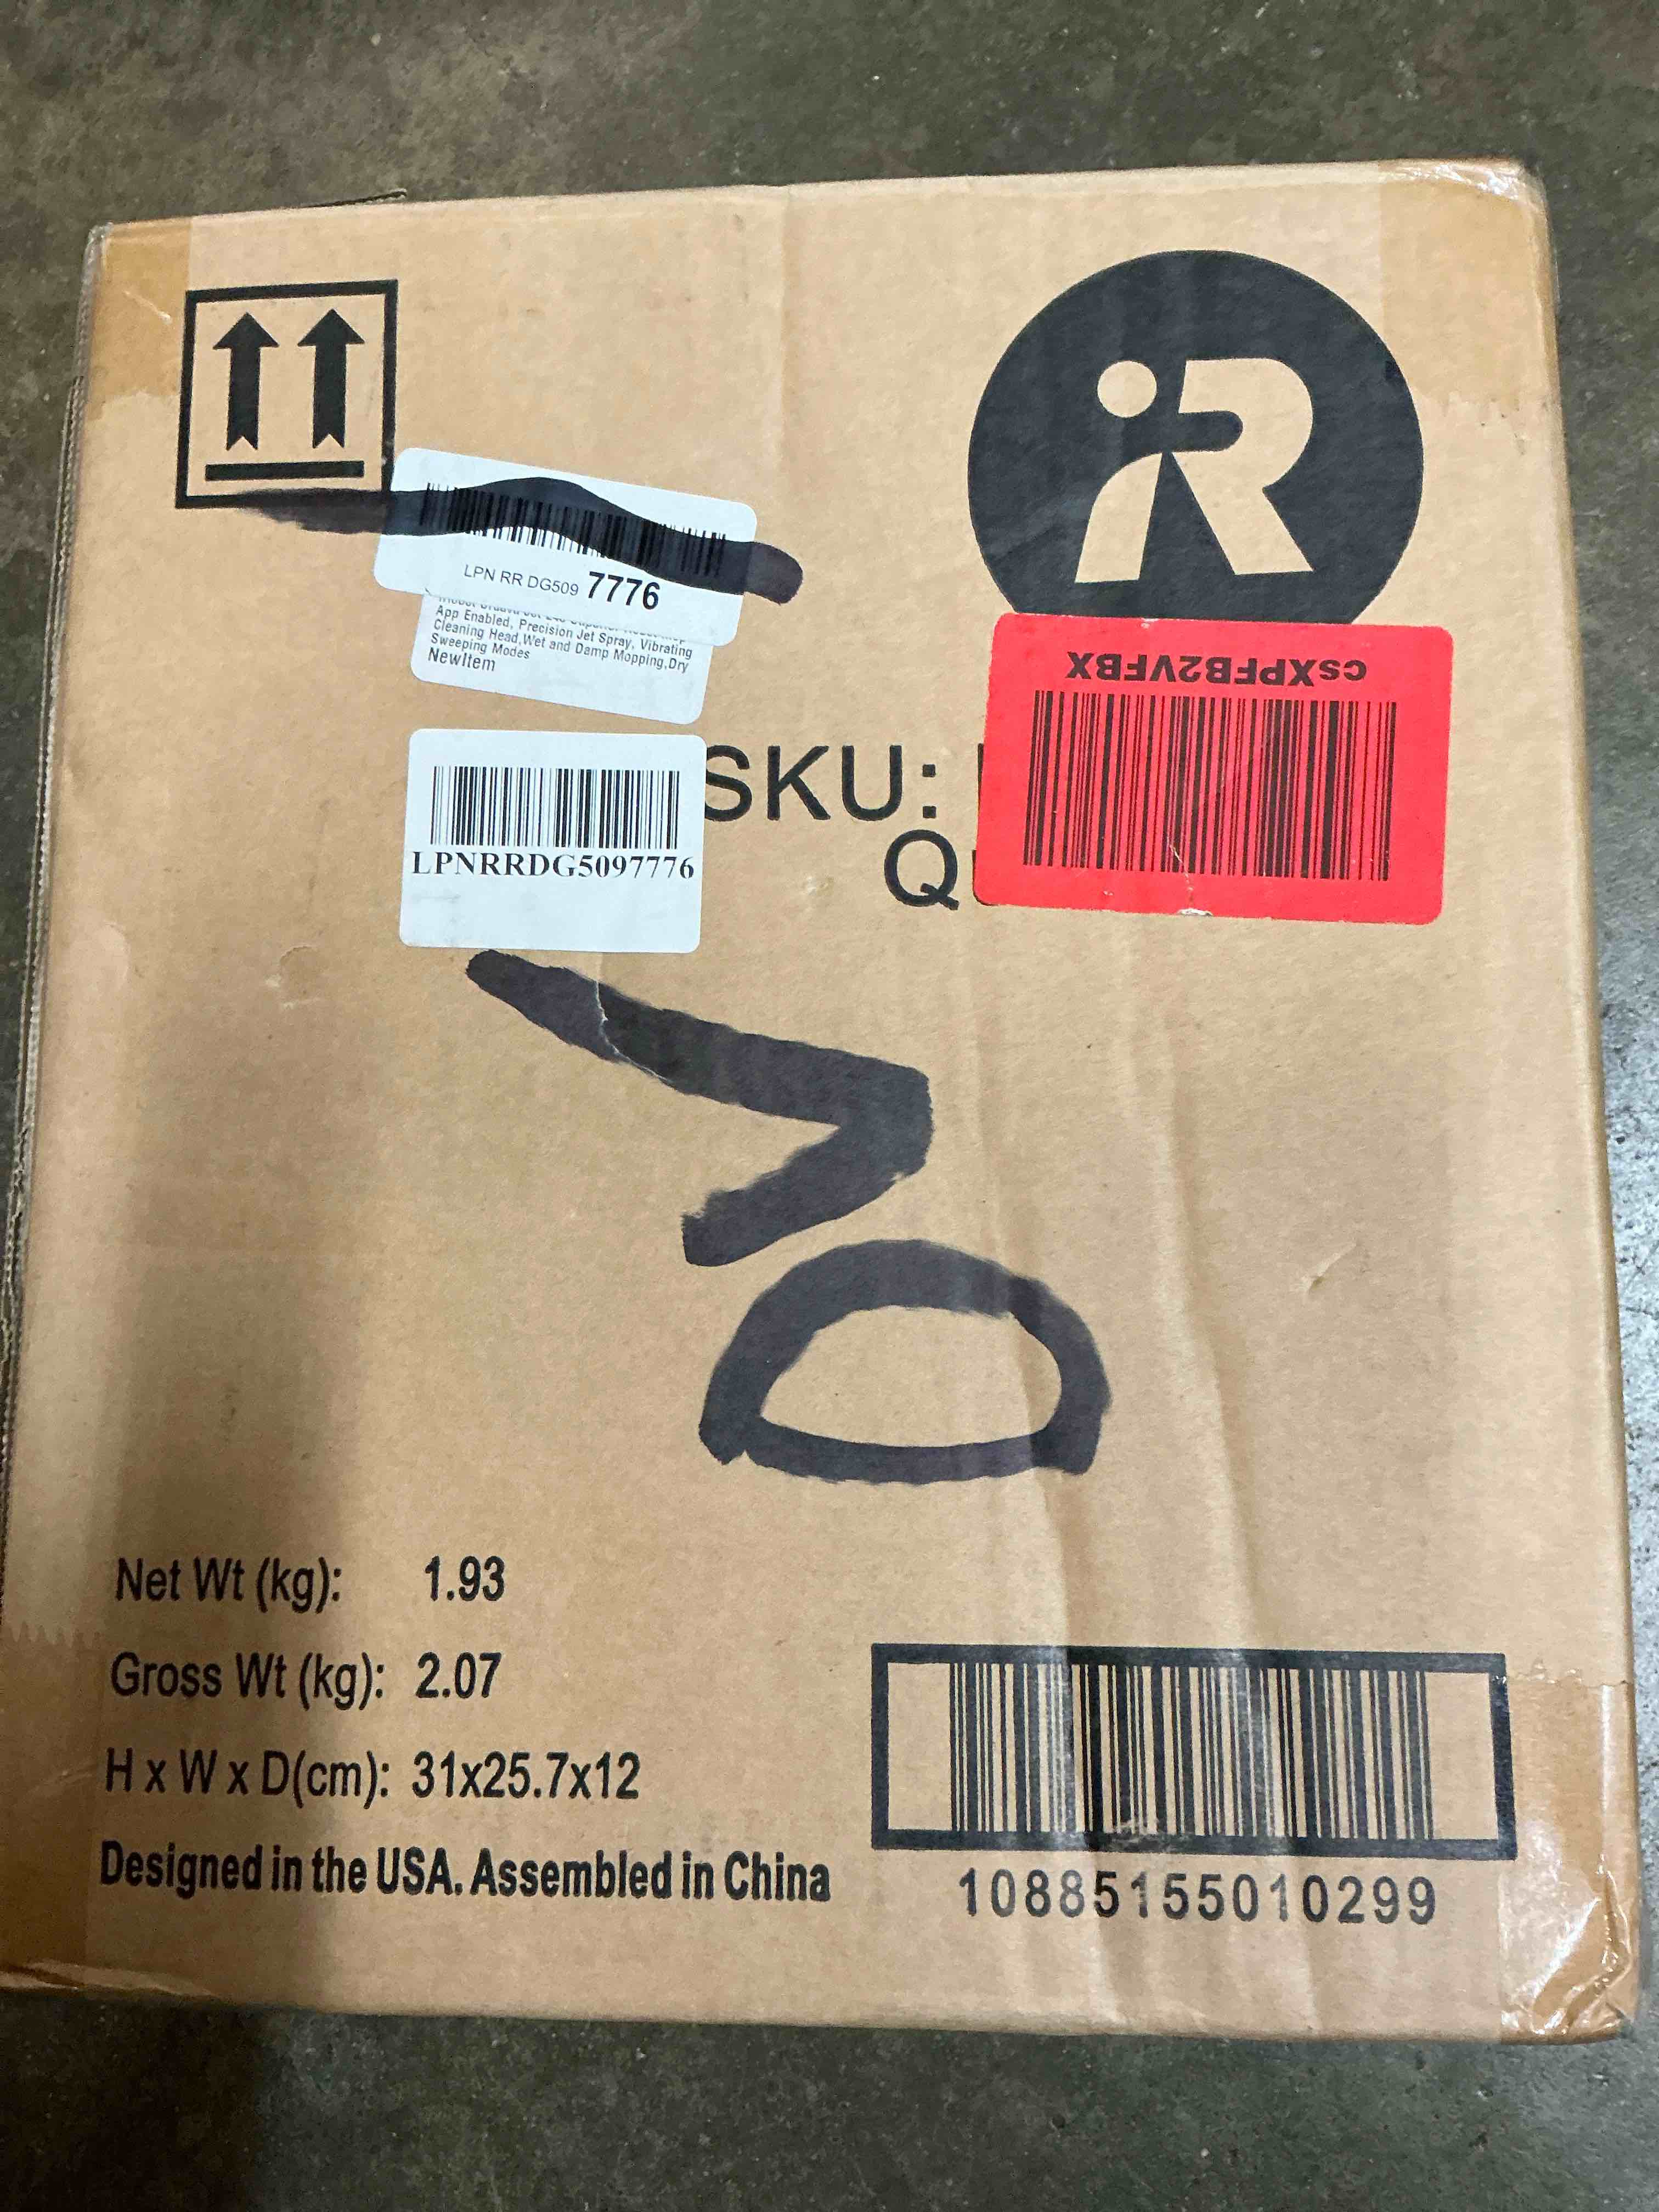 iR
LPN RR DG509 7776
App Enabled, Precision Jet Spray, Vibrating
Cleaning Head,Wet and Damp Mopping,Dry
Sweeping Modes
NewItem
csXPFB2VFBX
SKU:
LPNRRDG5097776
Net Wt (kg): 1.93
Gross Wt (kg): 2.07
H x W x D(cm): 31x25.7x12
Designed in the USA. Assembled in China
10885155010299